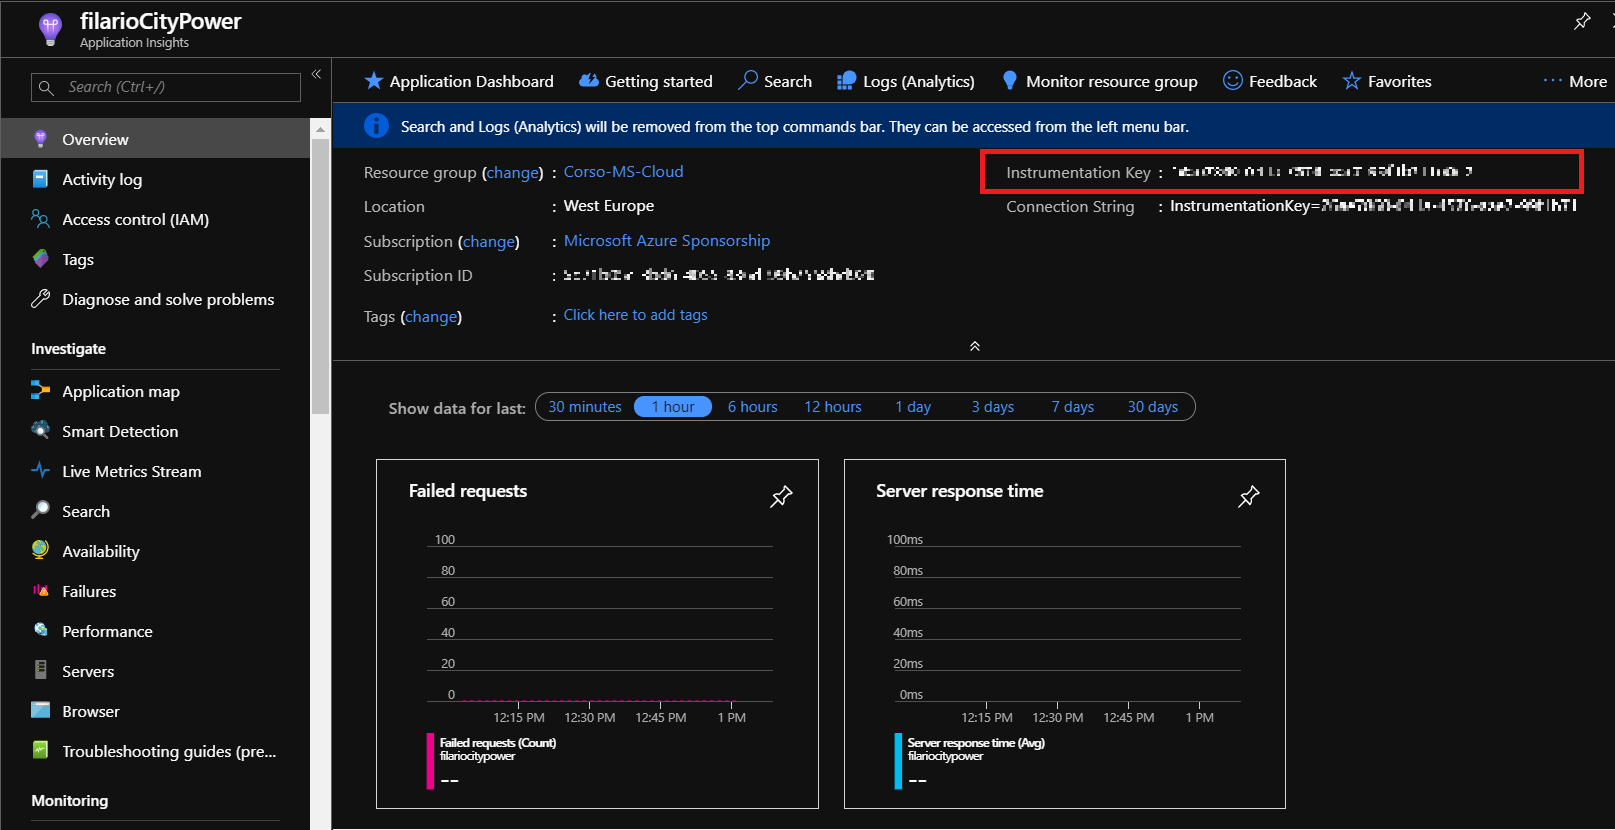 filarioCityPower
Application Insights
Search (Ctrl+/)
«
Overview
Activity log
Access control (IAM)
Tags
Diagnose and solve problems
Investigate
Application map
Smart Detection
Live Metrics Stream
Search
Availability
Failures
Performance
Servers
Browser
Troubleshooting guides (pre...
Monitoring
Application Dashboard
Getting started
Search
Logs (Analytics)
Monitor resource group
Feedback
Favorites
··· More
Search and Logs (Analytics) will be removed from the top commands bar. They can be accessed from the left menu bar.
Resource group (change) : Corso-MS-Cloud
Location : West Europe
Subscription (change) : Microsoft Azure Sponsorship
Subscription ID :
Tags (change) : Click here to add tags
Instrumentation Key :
Connection String : InstrumentationKey=
Show data for last: 30 minutes 1 hour 6 hours 12 hours 1 day 3 days 7 days 30 days
Failed requests
100
80
60
40
20
0
12:15 PM 12:30 PM 12:45 PM 1 PM
Failed requests (Count)
filariocitypower
--
Server response time
100ms
80ms
60ms
40ms
20ms
0ms
12:15 PM 12:30 PM 12:45 PM 1 PM
Server response time (Avg)
filariocitypower
--